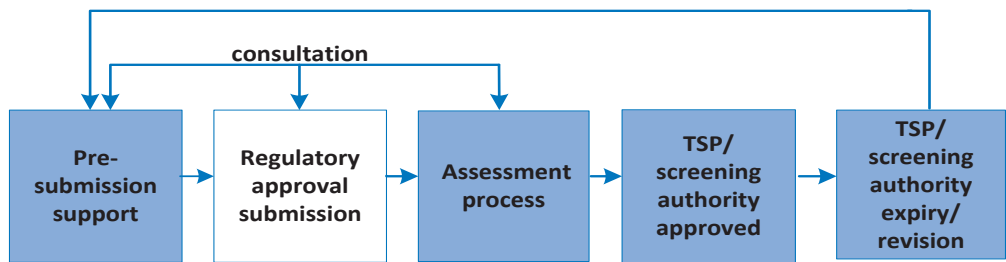 consultation
Pre-
submission
support
Regulatory
approval
submission
Assessment
process
TSP/
screening
authority
approved
TSP/
screening
authority
expiry/
revision